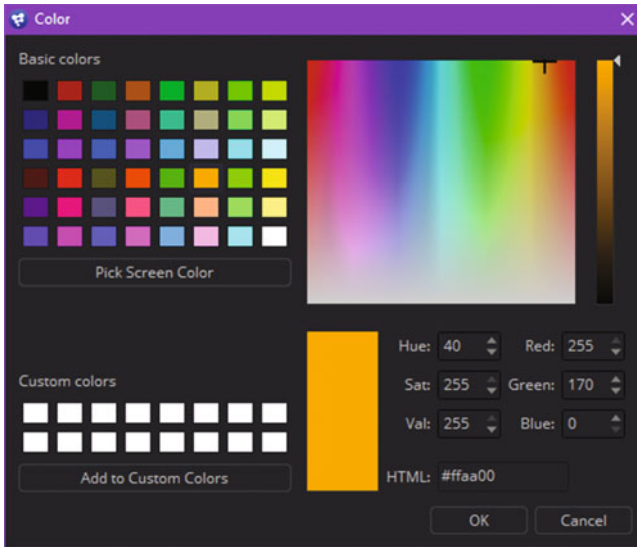 Color
Basic colors
Pick Screen Color
Custom colors
Add to Custom Colors
Hue: 40 Red: 255
Sat: 255 Green: 170
Val: 255 Blue: 0
HTML: #ffaa00
OK Cancel